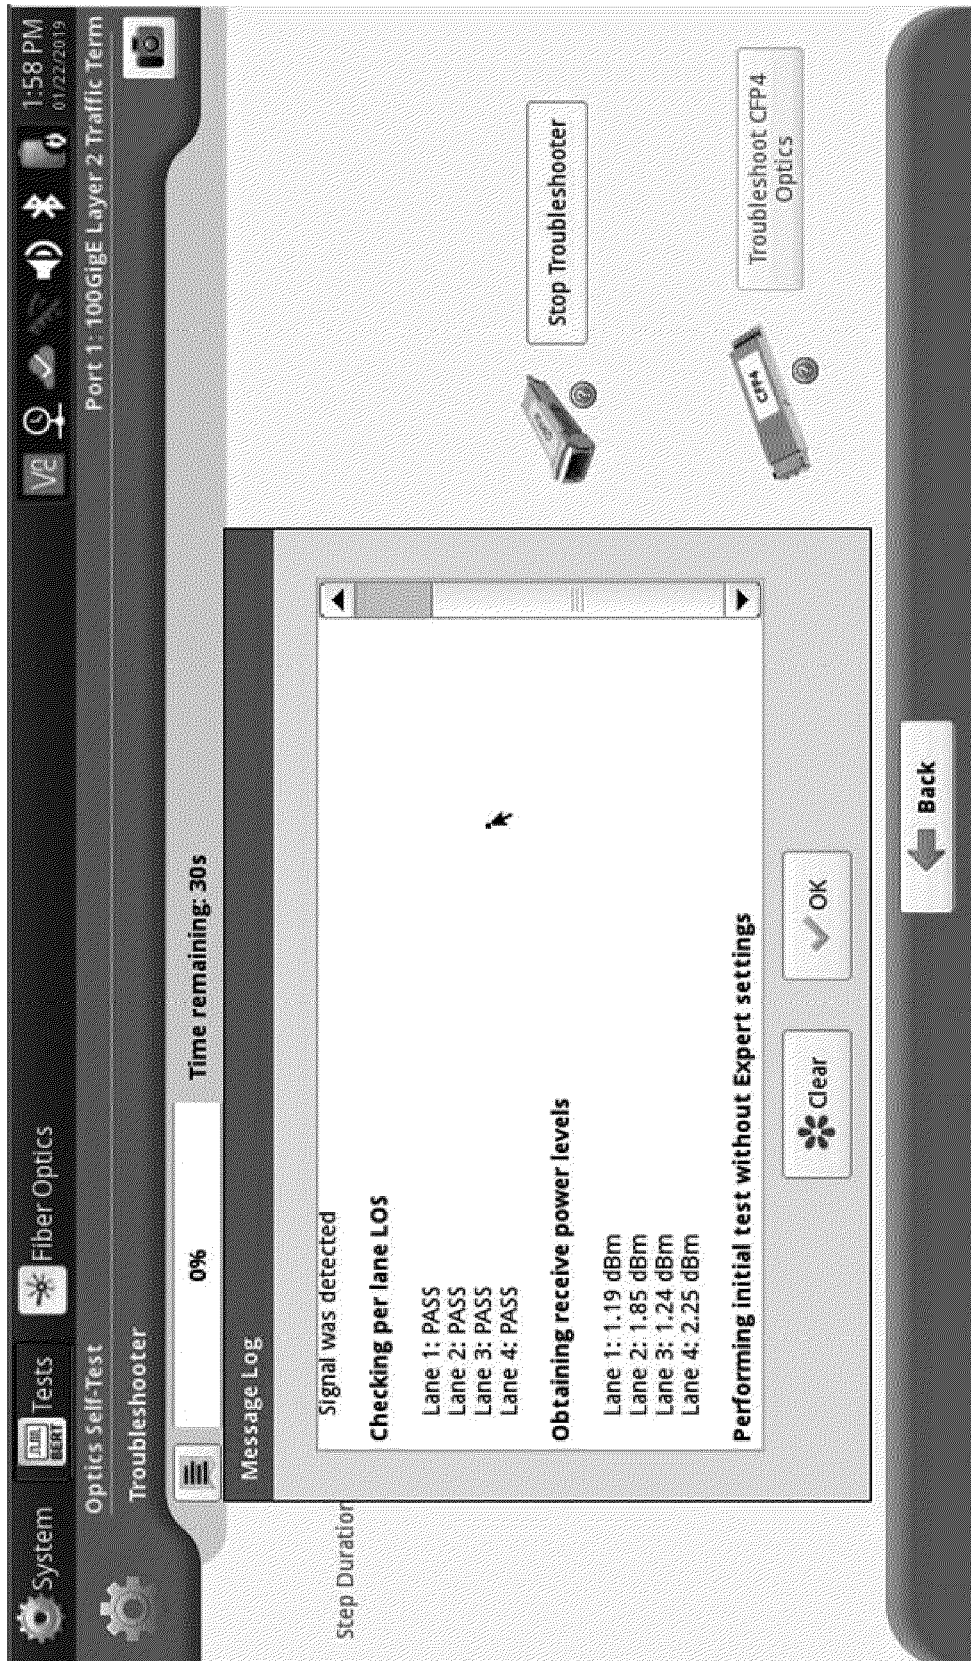 System
BERT
Tests
Fiber Optics
1:58 PM
01/22/2019
Optics Self-Test
Port 1: 100GigE Layer 2 Traffic Term
Troubleshooter
0%
Time remaining: 30s
Message Log
Step Duration
Signal was detected
Checking per lane LOS
Lane 1: PASS
Lane 2: PASS
Lane 3: PASS
Lane 4: PASS
Obtaining receive power levels
Lane 1: 1.19 dBm
Lane 2: 1.85 dBm
Lane 3: 1.24 dBm
Lane 4: 2.25 dBm
Performing initial test without Expert settings
Clear
OK
Stop Troubleshooter
CFP4
Troubleshoot CFP4
Optics
Back